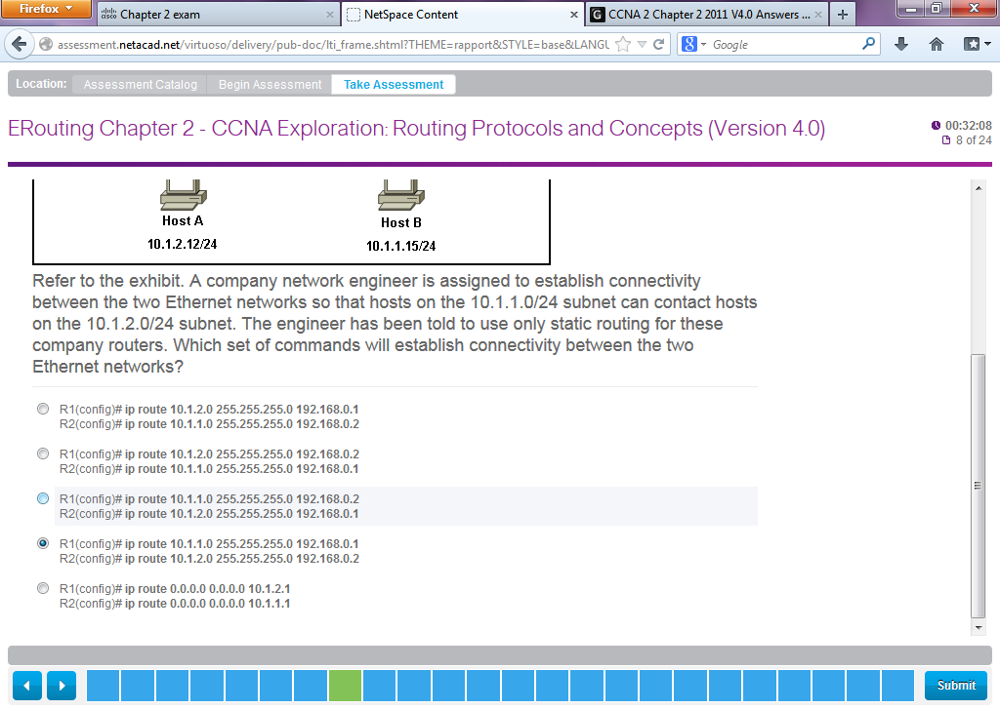 Firefox
Chapter 2 exam
NetSpace Content
G CCNA 2 Chapter 2 2011 V4.0 Answers ...
assessment.netacad.net/virtuoso/delivery/pub-doc/lti_frame.shtml?THEME=rapport&STYLE=base&LANGL
Google
Location: Assessment Catalog Begin Assessment Take Assessment
ERouting Chapter 2 - CCNA Exploration: Routing Protocols and Concepts (Version 4.0)
00:32:08
8 of 24
Host A
Host B
10.1.2.12/24
10.1.1.15/24
Refer to the exhibit. A company network engineer is assigned to establish connectivity
between the two Ethernet networks so that hosts on the 10.1.1.0/24 subnet can contact hosts
on the 10.1.2.0/24 subnet. The engineer has been told to use only static routing for these
company routers. Which set of commands will establish connectivity between the two
Ethernet networks?
R1(config)# ip route 10.1.2.0 255.255.255.0 192.168.0.1
R2(config)# ip route 10.1.1.0 255.255.255.0 192.168.0.2
R1(config)# ip route 10.1.2.0 255.255.255.0 192.168.0.2
R2(config)# ip route 10.1.1.0 255.255.255.0 192.168.0.1
R1(config)# ip route 10.1.1.0 255.255.255.0 192.168.0.2
R2(config)# ip route 10.1.2.0 255.255.255.0 192.168.0.1
R1(config)# ip route 10.1.1.0 255.255.255.0 192.168.0.1
R2(config)# ip route 10.1.2.0 255.255.255.0 192.168.0.2
R1(config)# ip route 0.0.0.0 0.0.0.0 10.1.2.1
R2(config)# ip route 0.0.0.0 0.0.0.0 10.1.1.1
Submit